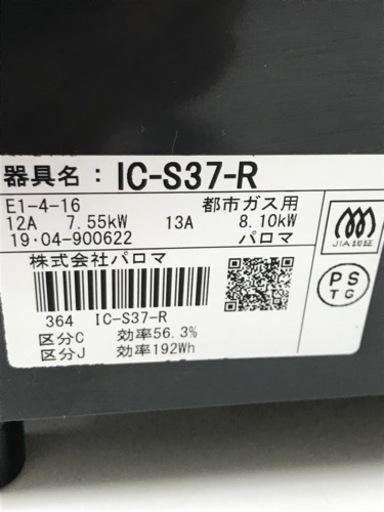 器具名：IC-S37-R
E1-4-16 都市ガス用
12A 7.55kW 13A 8.10kW
19·04-900622 パロマ
JIA認証
株式会社パロマ
PS
TG
364 IC-S37-R
区分C 効率56.3%
区分J 効率192Wh